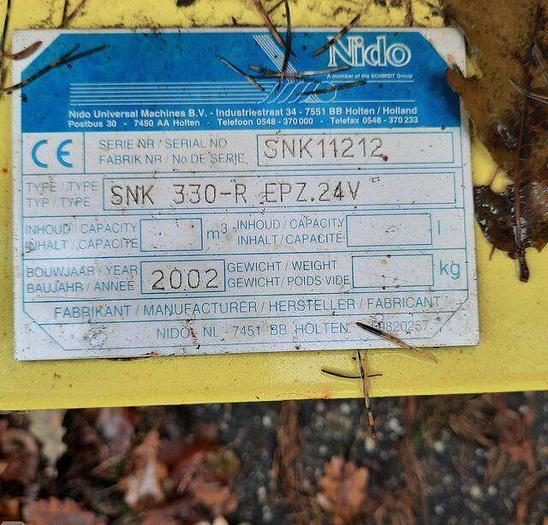 Nido
A member of the SCHMIDT Group
Nido Universal Machines B.V. - Industriestraat 34 - 7551 BB Holten / Holland
Postbus 30 - 7450 AA Holten - Telefoon 0548 - 370000 - Telefax 0548 - 370233
CE
SERIE NR / SERIAL NO
FABRIK NR / No DE SERIE
SNK11212
TYPE / TYPE
TYP / TYPE
SNK 330-R EPZ.24V
INHOUD / CAPACITY
INHALT / CAPACITE
m³
INHOUD / CAPACITY
INHALT / CAPACITE
l
BOUWJAAR / YEAR
BAUJAHR / ANNEE
2002
GEWICHT / WEIGHT
GEWICHT / POIDS VIDE
kg
FABRIKANT / MANUFACTURER / HERSTELLER / FABRICANT
NIDO NL 7451 BB HOLTEN 9820257